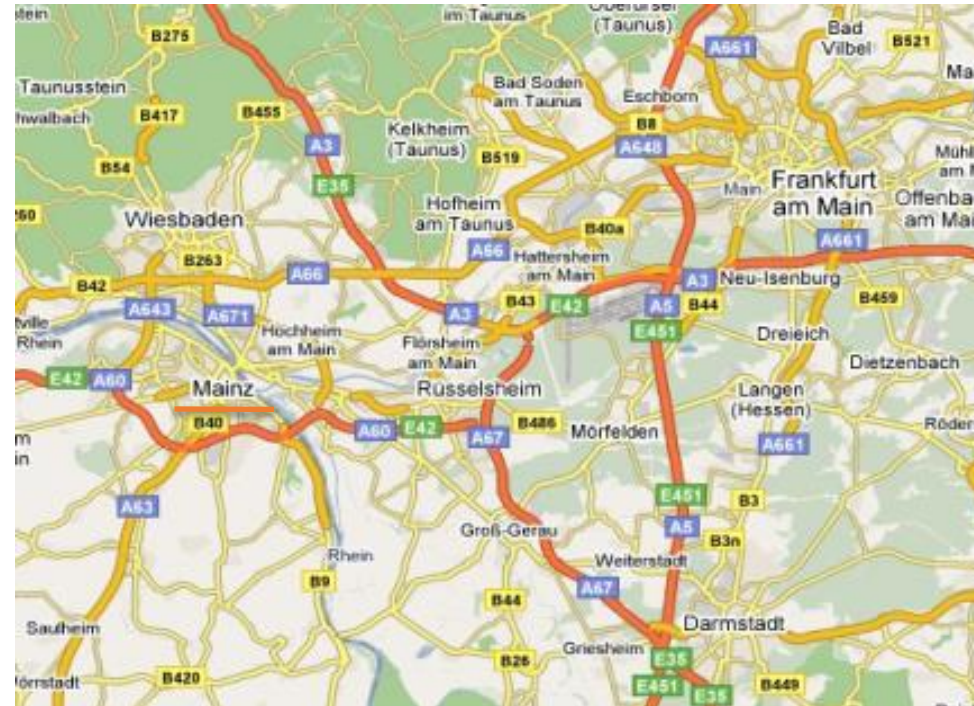 stein
im Taunus
Oberursel
(Taunus)
B275
A661
Bad
Vilbel
B521
Taunusstein
Bad Soden
am Taunus
Eschborn
hwalbach
B417
B455
B8
Kelkheim
(Taunus)
A3
A648
B54
B519
E35
Main
Frankfurt
am Main
Hofheim
am Taunus
Wiesbaden
B40a
A661
B263
A66
A66
Hattersheim
am Main
B42
A3
Neu-Isenburg
A643
A671
A3
B43
E42
A5
B44
B459
Rhein
Hochheim
am Main
Flörsheim
am Main
E451
Dreieich
Dietzenbach
E42
A60
Mainz
Rüsselsheim
Langen
(Hessen)
B40
A60
E42
A67
B486
Mörfelden
A661
A63
E451
B3
Groß-Gerau
A5
B3n
Rhein
Weiterstadt
B9
B44
A67
Saulheim
Darmstadt
Griesheim
B26
E35
B420
E451
E35
B449
örrstadt